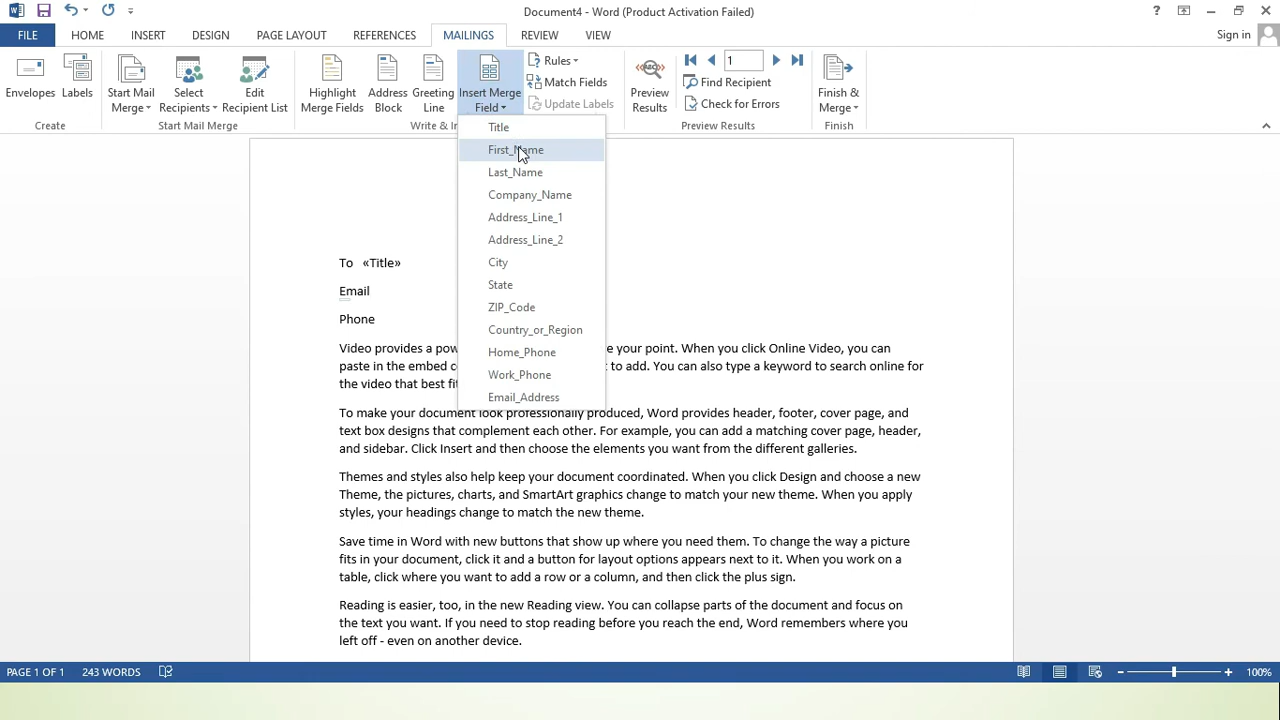 Document4 - Word (Product Activation Failed)
FILE HOME INSERT DESIGN PAGE LAYOUT REFERENCES MAILINGS REVIEW VIEW Sign in
Envelopes
Labels
Create
Start Mail Merge
Select Recipients
Edit Recipient List
Start Mail Merge
Highlight Merge Fields
Address Block
Greeting Line
Insert Merge Field
Rules
Match Fields
Update Labels
Write & In
Preview Results
1
Find Recipient
Check for Errors
Preview Results
Finish & Merge
Finish
Title
First_Name
Last_Name
Company_Name
Address_Line_1
Address_Line_2
City
State
ZIP_Code
Country_or_Region
Home_Phone
Work_Phone
Email_Address
To «Title»
Email
Phone
Video provides a pow e your point. When you click Online Video, you can
paste in the embed c t to add. You can also type a keyword to search online for
the video that best fi
To make your document look professionally produced, Word provides header, footer, cover page, and
text box designs that complement each other. For example, you can add a matching cover page, header,
and sidebar. Click Insert and then choose the elements you want from the different galleries.
Themes and styles also help keep your document coordinated. When you click Design and choose a new
Theme, the pictures, charts, and SmartArt graphics change to match your new theme. When you apply
styles, your headings change to match the new theme.
Save time in Word with new buttons that show up where you need them. To change the way a picture
fits in your document, click it and a button for layout options appears next to it. When you work on a
table, click where you want to add a row or a column, and then click the plus sign.
Reading is easier, too, in the new Reading view. You can collapse parts of the document and focus on
the text you want. If you need to stop reading before you reach the end, Word remembers where you
left off - even on another device.
PAGE 1 OF 1 243 WORDS 100%